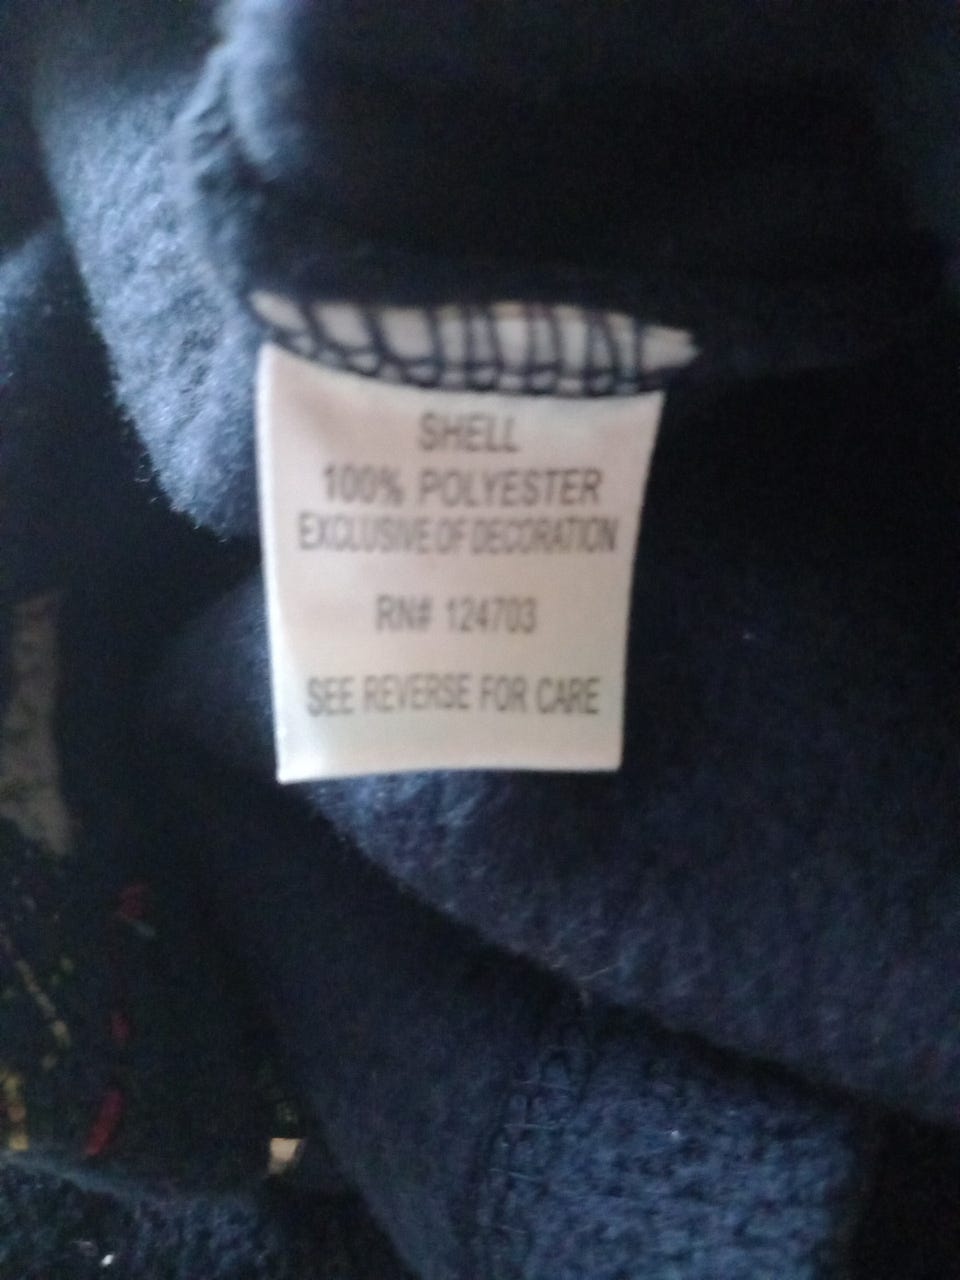 SHELL
100% POLYESTER
EXCLUSIVE OF DECORATION
RN# 124703
SEE REVERSE FOR CARE